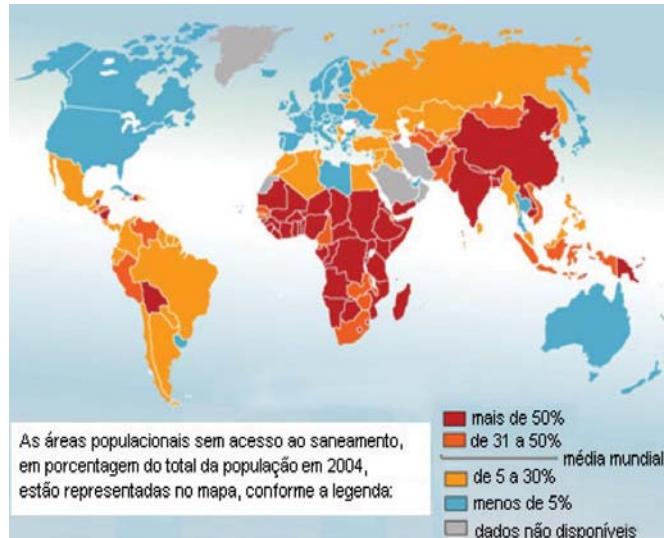 As áreas populacionais sem acesso ao saneamento,
em porcentagem do total da população em 2004,
estão representadas no mapa, conforme a legenda:
mais de 50%
de 31 a 50%
média mundial
de 5 a 30%
menos de 5%
dados não disponíveis